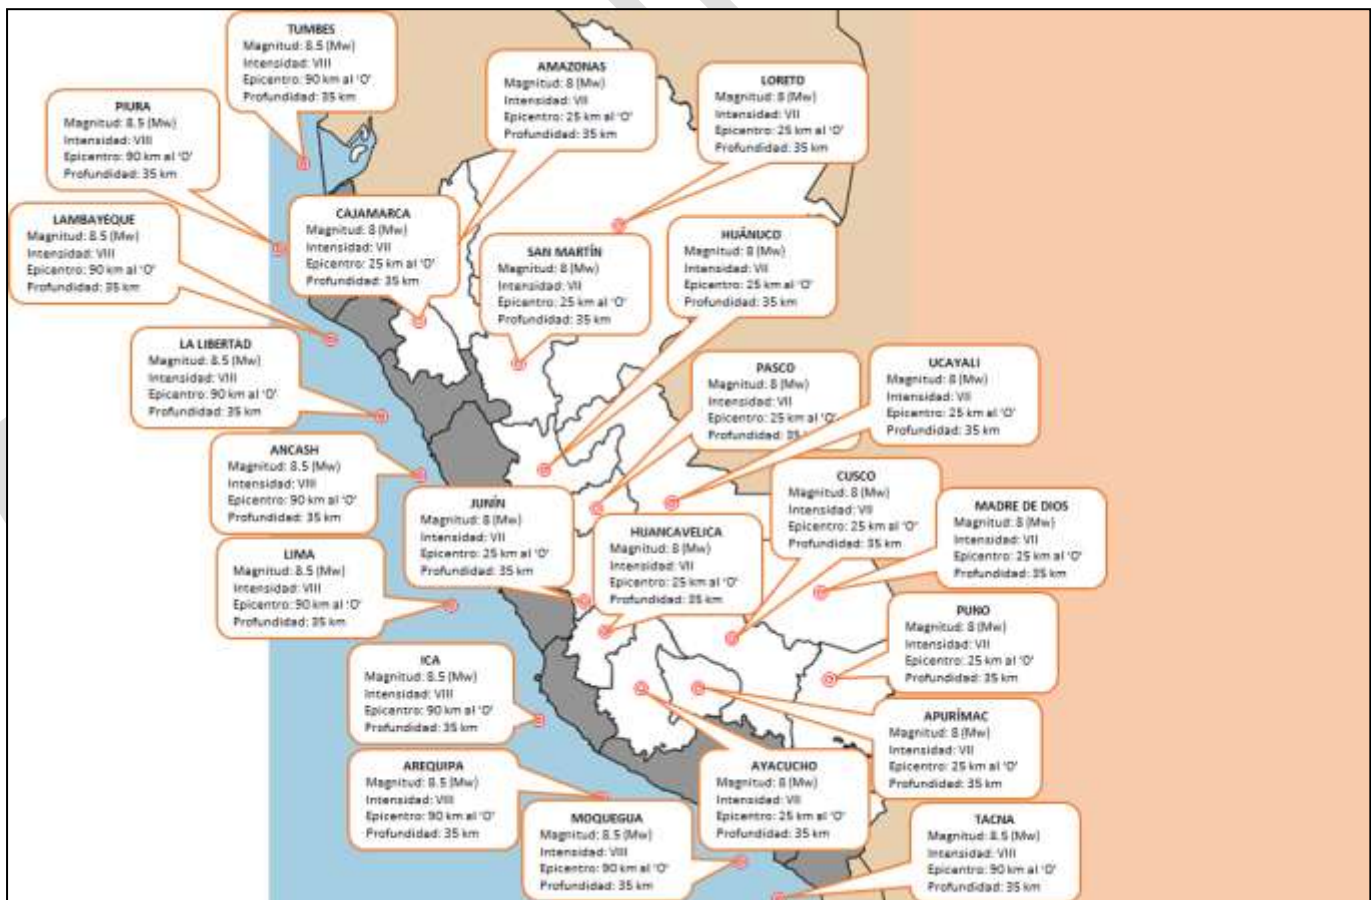 TUMBES
Magnitud: 8.5 (Mw)
Intensidad: VIII
Epicentro: 90 km al 'O'
Profundidad: 35 km
AMAZONAS
Magnitud: 8 (Mw)
Intensidad: VII
Epicentro: 25 km al 'O'
Profundidad: 35 km
LORETO
Magnitud: 8 (Mw)
Intensidad: VII
Epicentro: 25 km al 'O'
Profundidad: 35 km
PIURA
Magnitud: 8.5 (Mw)
Intensidad: VIII
Epicentro: 90 km al 'O'
Profundidad: 35 km
LAMBAYEQUE
Magnitud: 8.5 (Mw)
Intensidad: VIII
Epicentro: 90 km al 'O'
Profundidad: 35 km
CAJAMARCA
Magnitud: 8 (Mw)
Intensidad: VII
Epicentro: 25 km al 'O'
Profundidad: 35 km
SAN MARTÍN
Magnitud: 8 (Mw)
Intensidad: VII
Epicentro: 25 km al 'O'
Profundidad: 35 km
HUÁNUCO
Magnitud: 8 (Mw)
Intensidad: VII
Epicentro: 25 km al 'O'
Profundidad: 35 km
LA LIBERTAD
Magnitud: 8.5 (Mw)
Intensidad: VIII
Epicentro: 90 km al 'O'
Profundidad: 35 km
PASCO
Magnitud: 8 (Mw)
Intensidad: VII
Epicentro: 25 km al 'O'
Profundidad:
UCAYALI
Magnitud: 8 (Mw)
Intensidad: VII
Epicentro: 25 km al 'O'
Profundidad: 35 km
ANCASH
Magnitud: 8.5 (Mw)
Intensidad: VIII
Epicentro: 90 km al 'O'
Profundidad: 35 km
JUNÍN
Magnitud: 8 (Mw)
Intensidad: VII
Epicentro: 25 km al 'O'
Profundidad: 35 km
CUSCO
Magnitud: 8 (Mw)
Intensidad: VII
Epicentro: 25 km al 'O'
Profundidad: 35 km
MADRE DE DIOS
Magnitud: 8 (Mw)
Intensidad: VII
Epicentro: 25 km al 'O'
Profundidad: 35 km
HUANCAVELICA
Magnitud: 8 (Mw)
Intensidad: VII
Epicentro: 25 km al 'O'
Profundidad: 35 km
LIMA
Magnitud: 8.5 (Mw)
Intensidad: VIII
Epicentro: 90 km al 'O'
Profundidad: 35 km
PUNO
Magnitud: 8 (Mw)
Intensidad: VII
Epicentro: 25 km al 'O'
Profundidad: 35 km
ICA
Magnitud: 8.5 (Mw)
Intensidad: VIII
Epicentro: 90 km al 'O'
Profundidad: 35 km
APURÍMAC
Magnitud: 8 (Mw)
Intensidad: VII
Epicentro: 25 km al 'O'
Profundidad: 35 km
AREQUIPA
Magnitud: 8.5 (Mw)
Intensidad: VIII
Epicentro: 90 km al 'O'
Profundidad: 35 km
AYACUCHO
Magnitud: 8 (Mw)
Intensidad: VII
Epicentro: 25 km al 'O'
Profundidad: 35 km
MOQUEGUA
Magnitud: 8.5 (Mw)
Intensidad: VIII
Epicentro: 90 km al 'O'
Profundidad: 35 km
TACNA
Magnitud: 8.5 (Mw)
Intensidad: VIII
Epicentro: 90 km al 'O'
Profundidad: 35 km